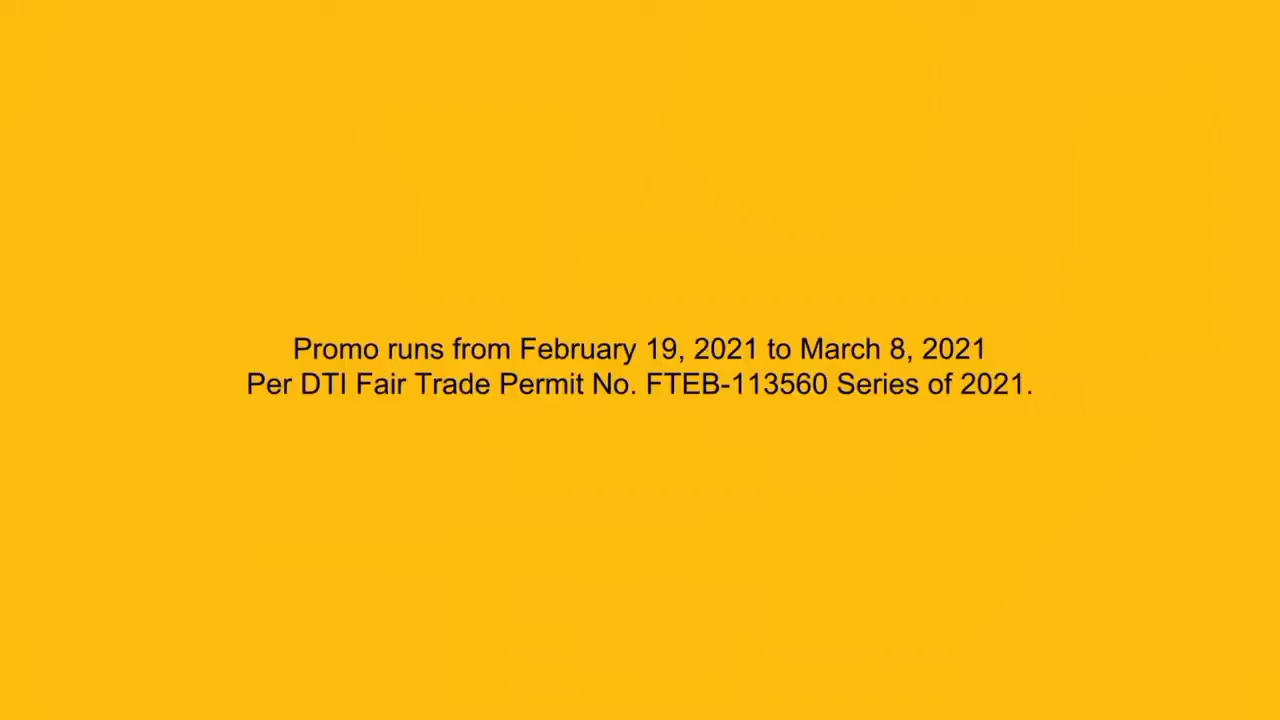 Promo runs from February 19, 2021 to March 8, 2021
Per DTI Fair Trade Permit No. FTEB-113560 Series of 2021.